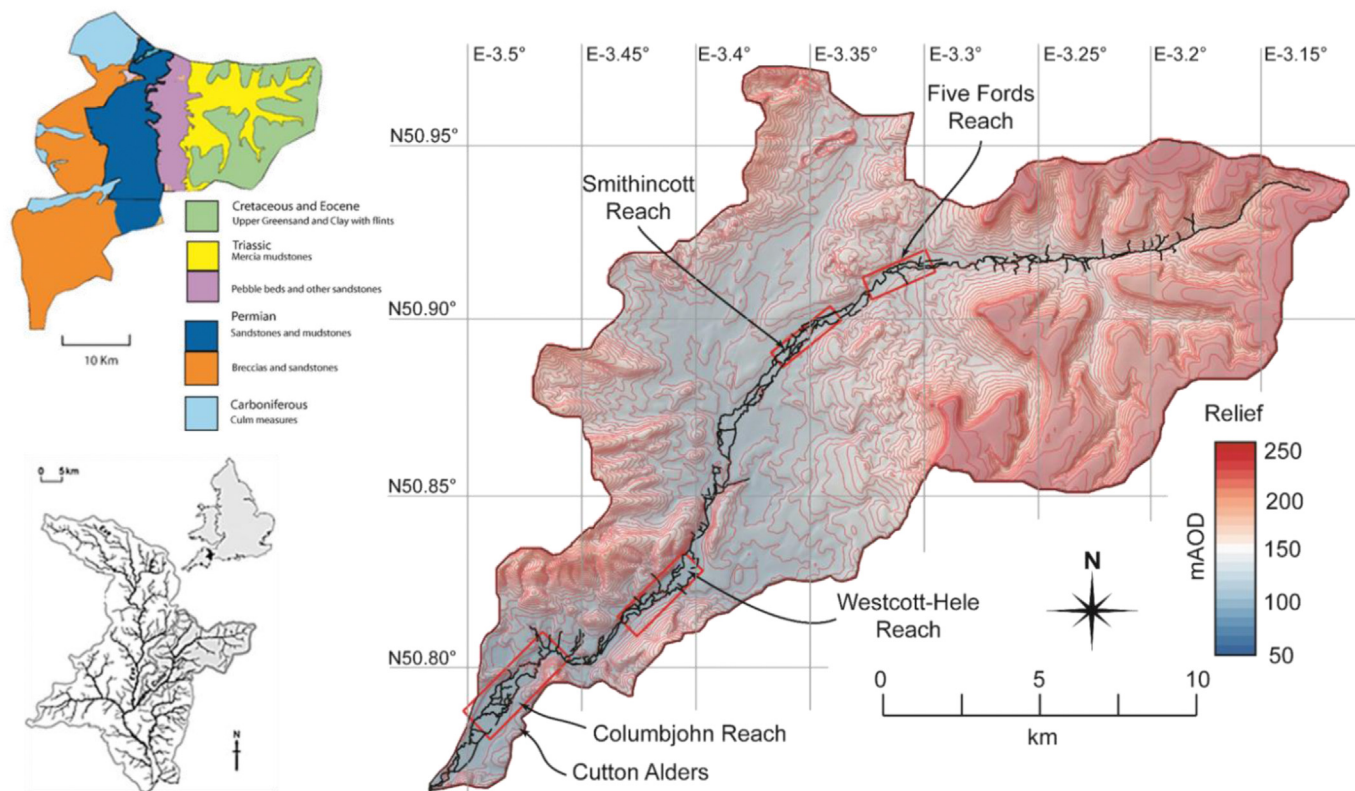 Cretaceous and Eocene
Upper Greensand and Clay with flints
Triassic
Mercia mudstones
Pebble beds and other sandstones
Permian
Sandstones and mudstones
Breccias and sandstones
Carboniferous
Culm measures
10 Km
0 5km
N
E-3.5° E-3.45° E-3.4° E-3.35° E-3.3° E-3.25° E-3.2° E-3.15°
N50.95°
N50.90°
N50.85°
N50.80°
Five Fords
Reach
Smithincott
Reach
Westcott-Hele
Reach
Columbjohn Reach
Cutton Alders
Relief
mAOD
250
200
150
100
50
N
0 5 10
km